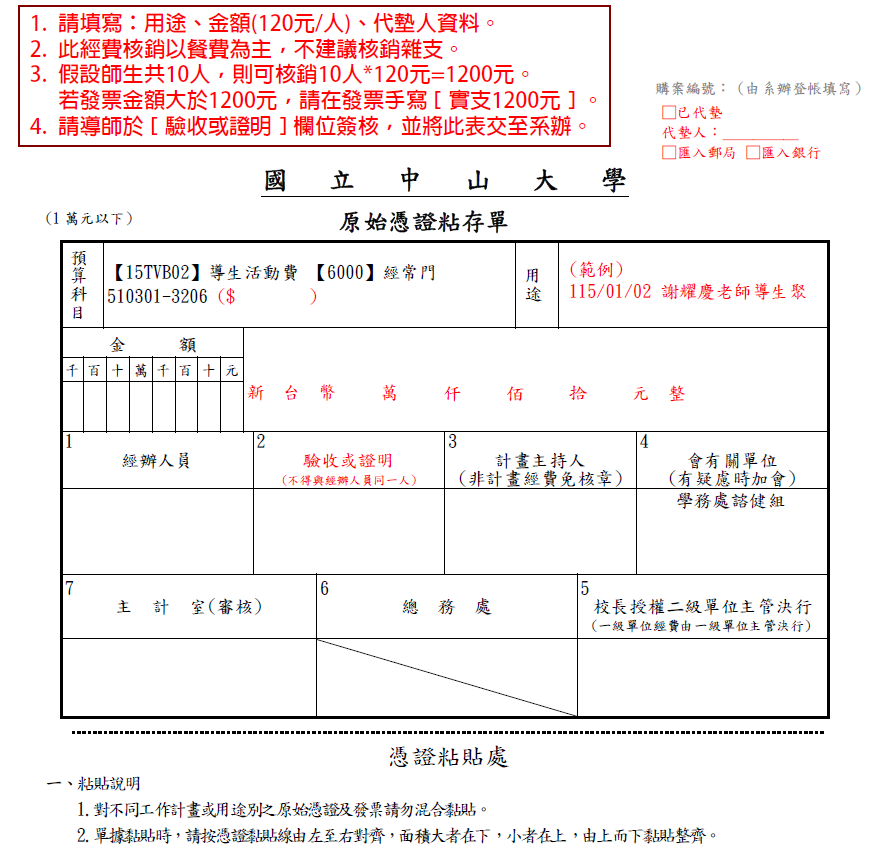 1. 請填寫：用途、金額(120元/人)、代墊人資料。
2. 此經費核銷以餐費為主，不建議核銷雜支。
3. 假設師生共10人，則可核銷10人*120元=1200元。
若發票金額大於1200元，請在發票手寫［實支1200元］。
4. 請導師於［驗收或證明］欄位簽核，並將此表交至系辦。
購案編號：（由系辦登帳填寫）
□已代墊
代墊人：________
□匯入郵局 □匯入銀行
國立中山大學
(1萬元以下)
原始憑證粘存單
預算科目
【15TVB02】導生活動費 【6000】經常門
510301-3206 ($ )
用途
(範例)
115/01/02 謝耀慶老師導生聚
金額
千 百 十 萬 千 百 十 元
新台幣 萬 仟 佰 拾 元整
1 經辦人員
2 驗收或證明
(不得與經辦人員同一人)
3 計畫主持人
(非計畫經費免核章)
4 會有關單位
(有疑慮時加會)
學務處諮健組
7 主計室(審核)
6 總務處
5 校長授權二級單位主管決行
(一級單位經費由一級單位主管決行)
憑證粘貼處
一、粘貼說明
1.對不同工作計畫或用途別之原始憑證及發票請勿混合黏貼。
2.單據黏貼時，請按憑證黏貼線由左至右對齊，面積大者在下，小者在上，由上而下黏貼整齊。